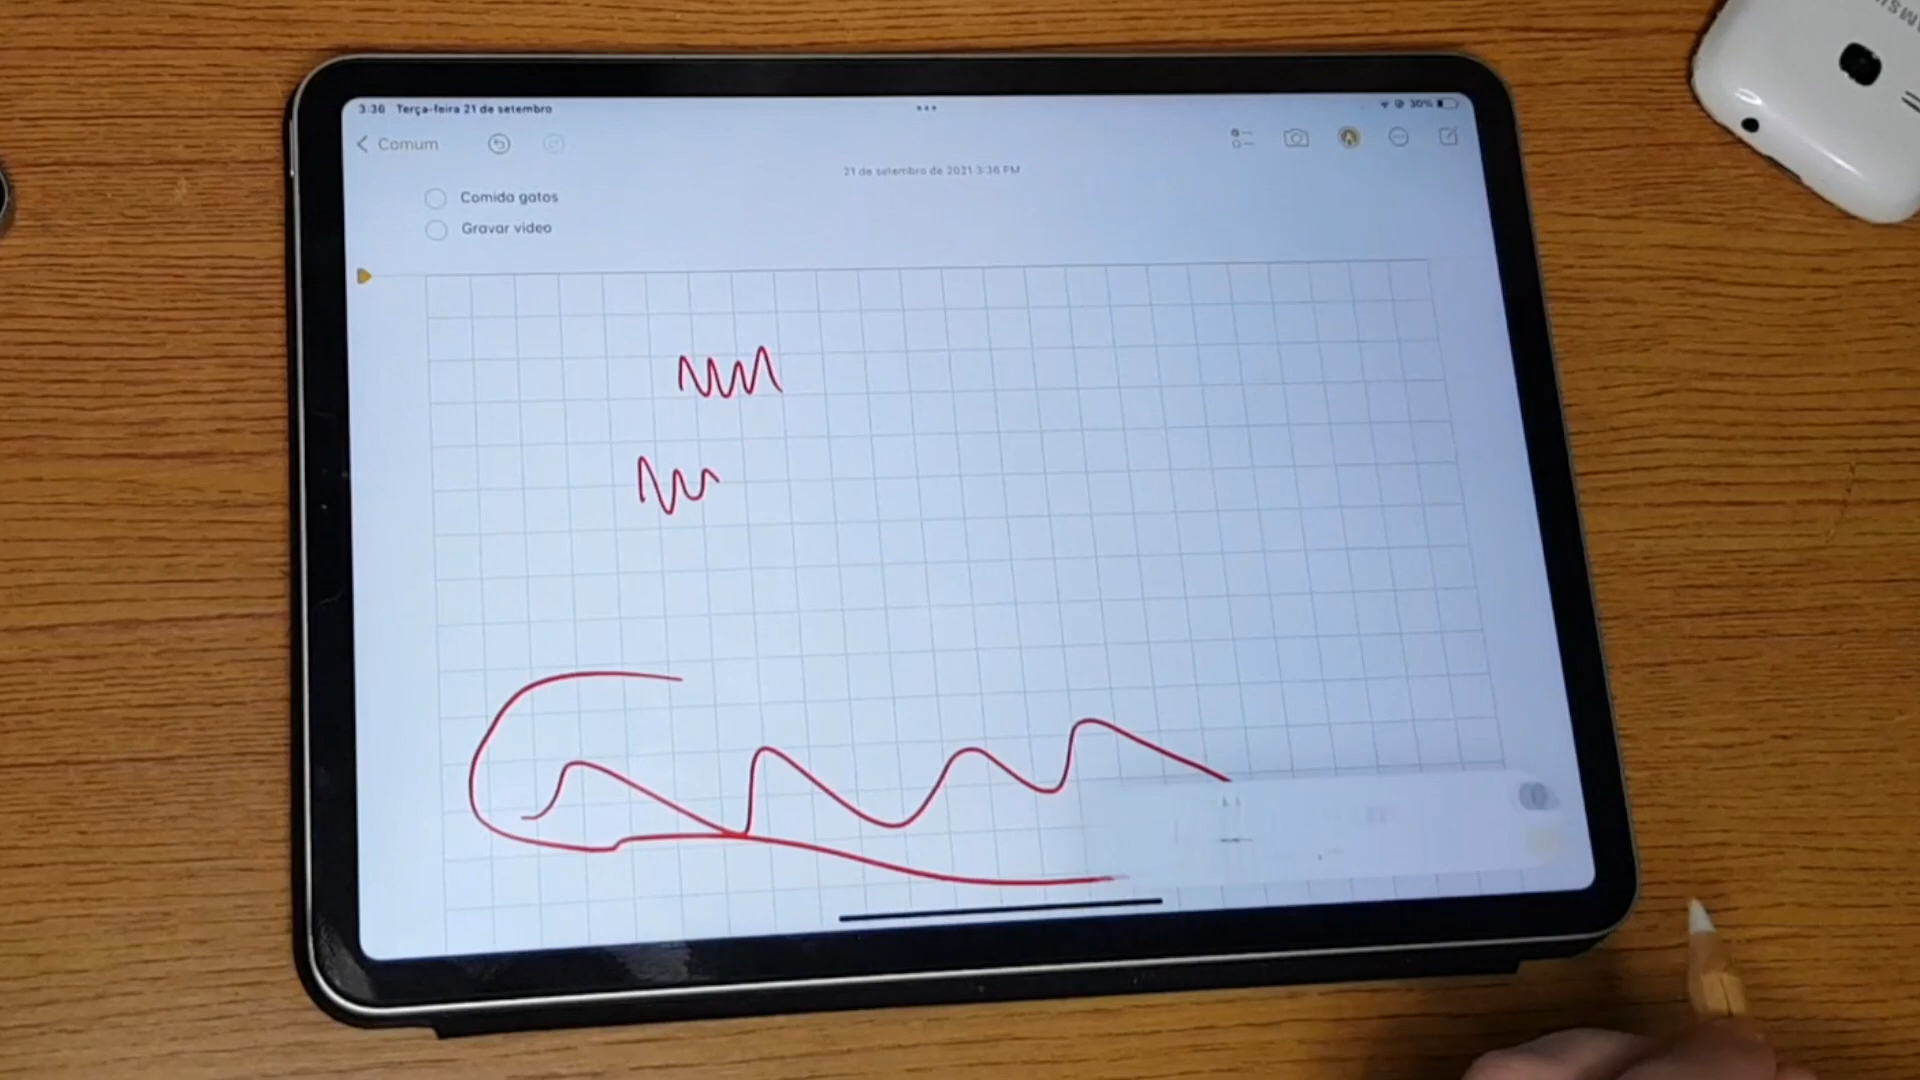 3:36 Terça-feira 21 de setembro
30%
Comum
21 de setembro de 2021 3:36 PM
Comida gatos
Gravar video